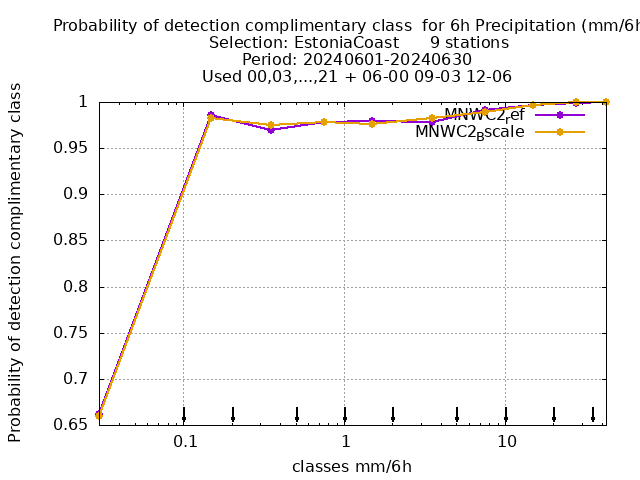 Probability of detection complimentary class  for 6h Precipitation (mm/6h
Selection: EstoniaCoast      9 stations
Period: 20240601-20240630
Used 00,03,...,21 + 06-00 09-03 12-06
Probability of detection complimentary class
1
0.95
0.9
0.85
0.8
0.75
0.7
0.65
MNWC2ref
MNWC2Bscale
0.1
1
10
classes mm/6h